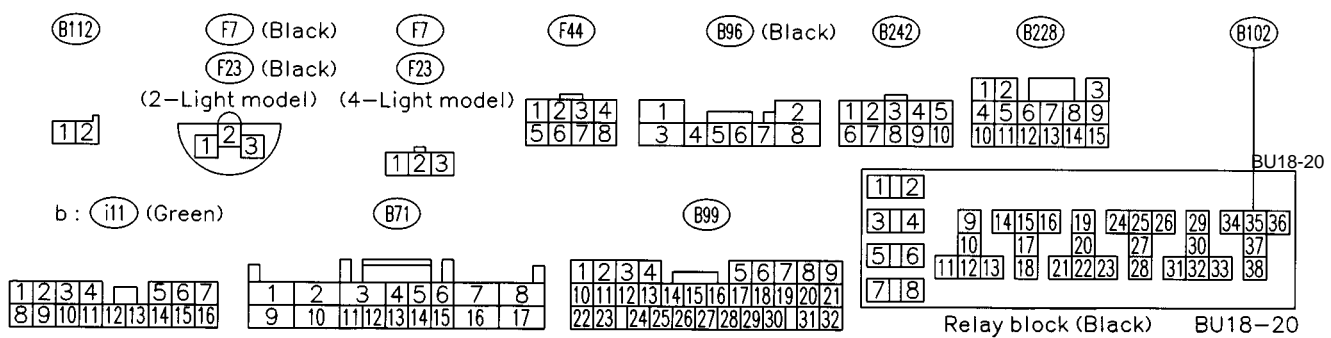 B112 F7 (Black) F7 F44 B96 (Black) B242 B228 B102
F23 (Black) F23
(2-Light model) (4-Light model)
1 2
1 2 3
1 2 3
1 2 3 4
5 6 7 8
1 2
3 4 5 6 7 8
1 2 3 4 5
6 7 8 9 10
1 2 3
4 5 6 7 8 9
10 11 12 13 14 15
BU18-20
b : i11 (Green) B71 B99
1 2 3 4 5 6 7
8 9 10 11 12 13 14 15 16
1 2 3 4 5 6 7 8
9 10 11 12 13 14 15 16 17
1 2 3 4 5 6 7 8 9
10 11 12 13 14 15 16 17 18 19 20 21
22 23 24 25 26 27 28 29 30 31 32
1 2
3 4
5 6
7 8
9 14 15 16 19 24 25 26 29 34 35 36
10 17 20 27 30 37
11 12 13 18 21 22 23 28 31 32 33 38
Relay block (Black) BU18-20